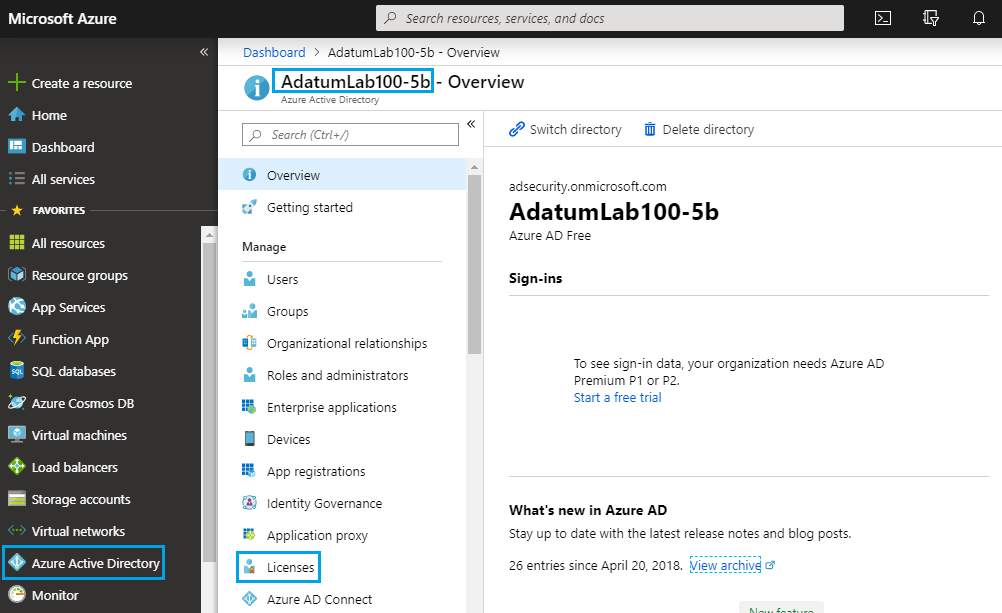 Microsoft Azure
Search resources, services, and docs
«
Create a resource
Home
Dashboard
All services
FAVORITES
All resources
Resource groups
App Services
Function App
SQL databases
Azure Cosmos DB
Virtual machines
Load balancers
Storage accounts
Virtual networks
Azure Active Directory
Monitor
Dashboard > AdatumLab100-5b - Overview
AdatumLab100-5b - Overview
Azure Active Directory
Search (Ctrl+/)
«
Overview
Getting started
Manage
Users
Groups
Organizational relationships
Roles and administrators
Enterprise applications
Devices
App registrations
Identity Governance
Application proxy
Licenses
Azure AD Connect
Switch directory
Delete directory
adsecurity.onmicrosoft.com
AdatumLab100-5b
Azure AD Free
Sign-ins
To see sign-in data, your organization needs Azure AD
Premium P1 or P2.
Start a free trial
What's new in Azure AD
Stay up to date with the latest release notes and blog posts.
26 entries since April 20, 2018. View archive
New feature